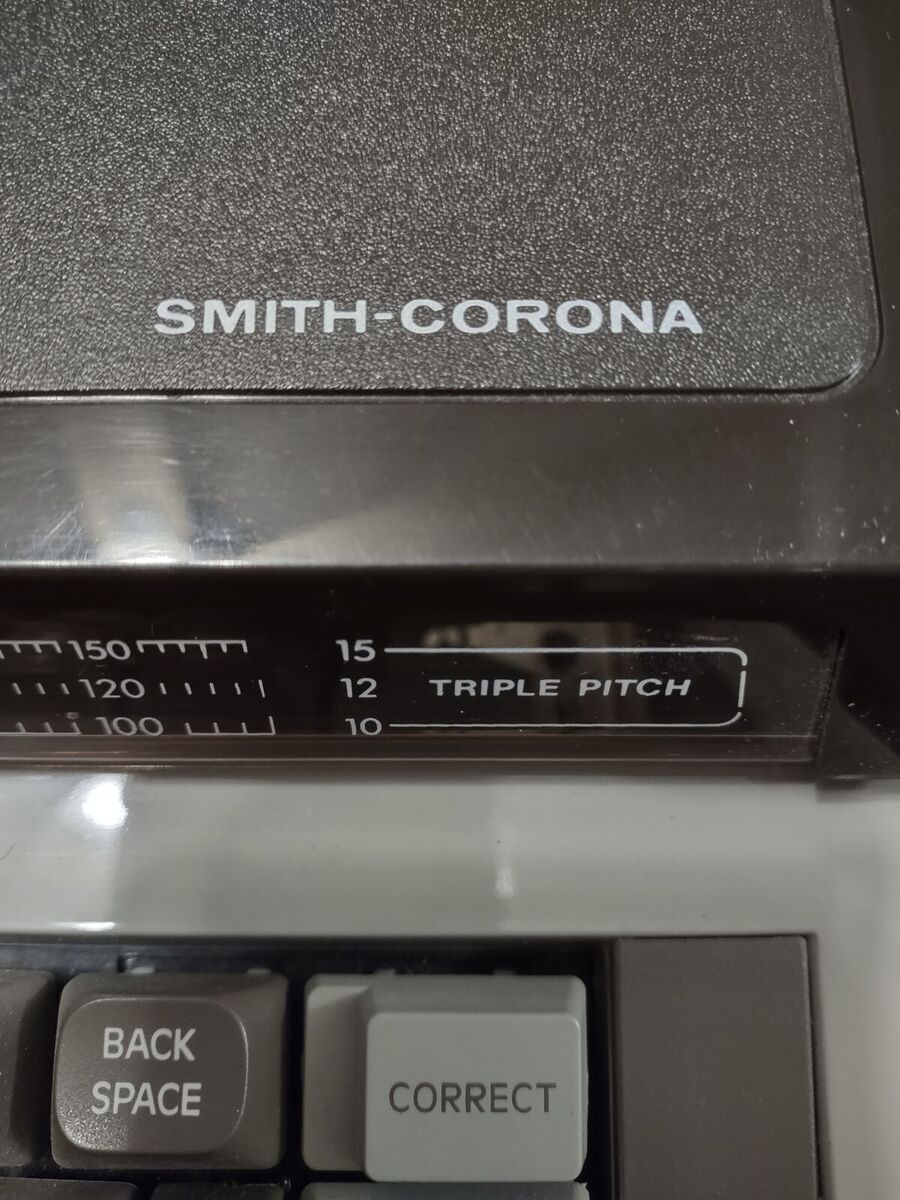 SMITH-CORONA
150 15
120 12 TRIPLE PITCH
100 10
BACK
SPACE
CORRECT